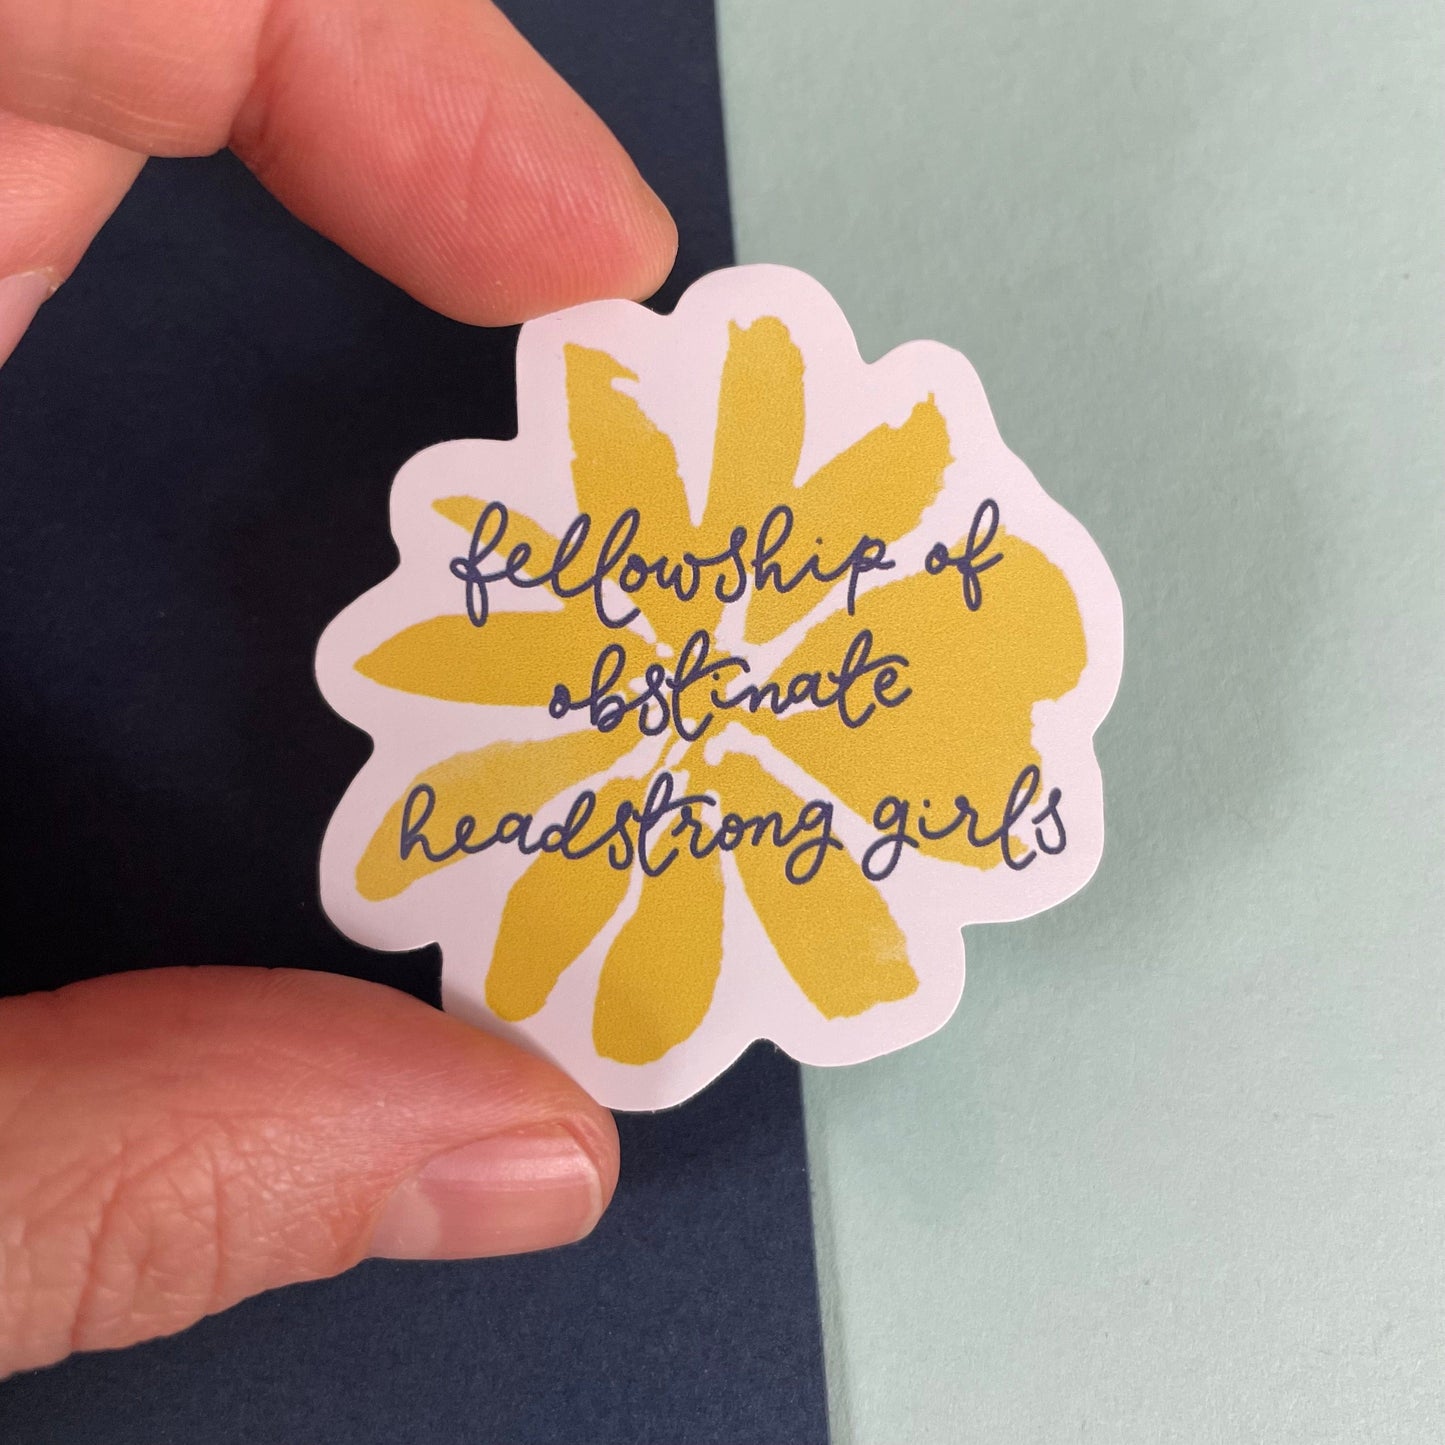 fellowship of
obstinate
headstrong girls